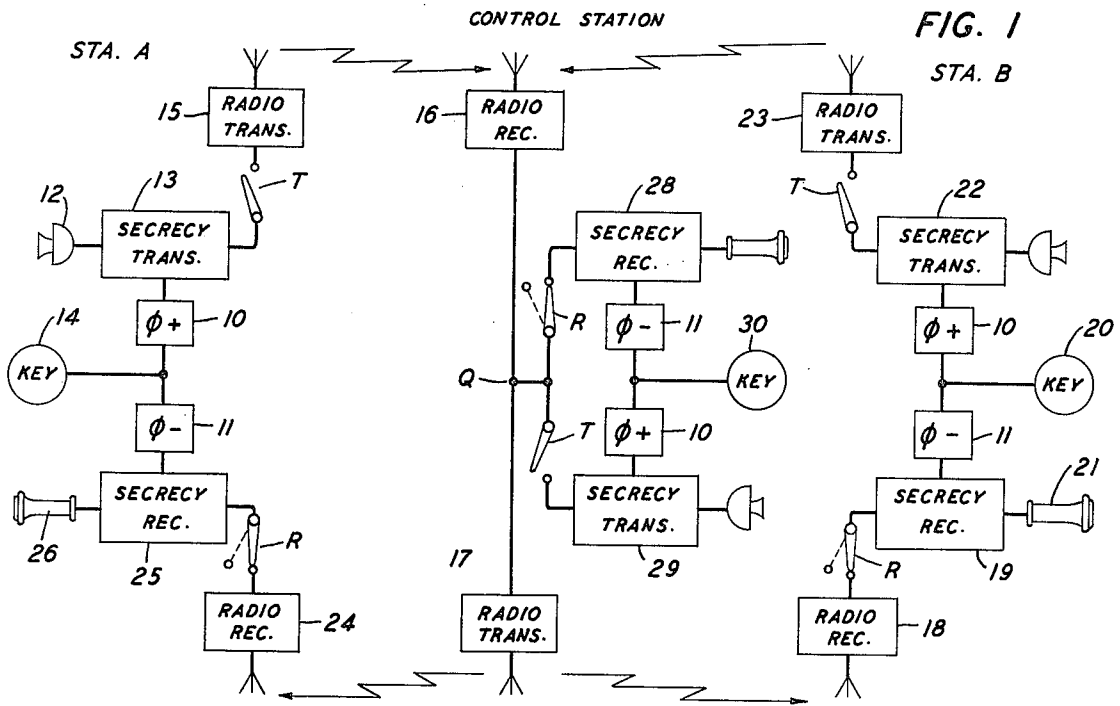 CONTROL STATION
FIG. 1
STA. A
STA. B
15
RADIO
TRANS.
16
RADIO
REC.
23
RADIO
TRANS.
T
T
12
13
SECRECY
TRANS.
28
SECRECY
REC.
22
SECRECY
TRANS.
14
KEY
φ+
10
R
φ-
11
30
KEY
φ+
10
20
KEY
Q
φ-
11
T
φ+
10
φ-
11
26
SECRECY
REC.
25
R
SECRECY
TRANS.
29
21
SECRECY
REC.
19
R
17
RADIO
REC.
24
RADIO
TRANS.
RADIO
REC.
18